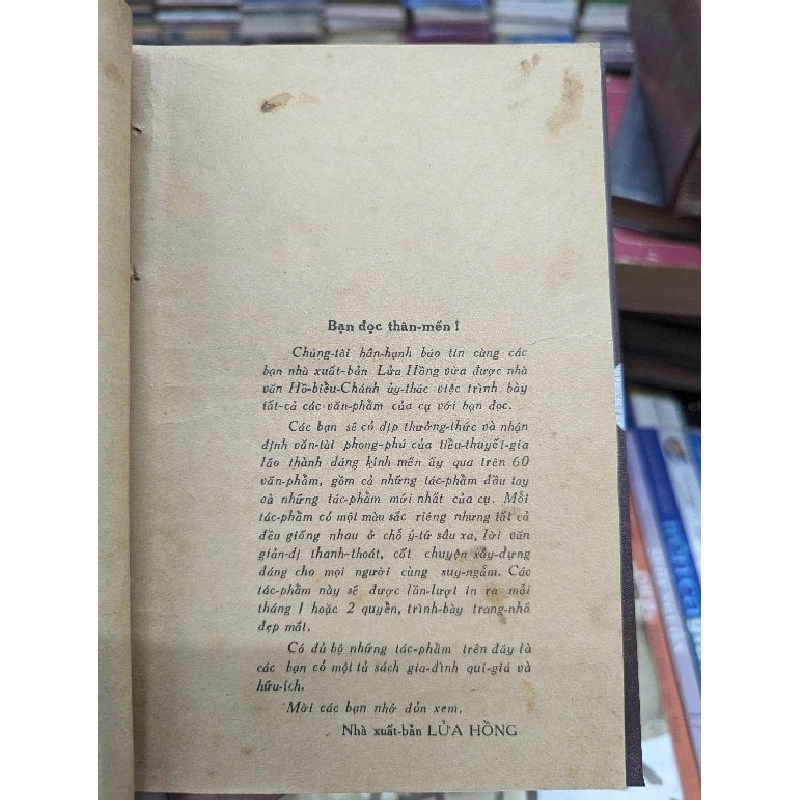 Bạn đọc thân-mến !
Chúng-tôi hân-hạnh báo tin cùng các
bạn nhà xuất-bản Lửa Hồng vừa được nhà
văn Hồ-biểu-Chánh ủy-thác việc trình bày
tất-cả các văn-phẩm của cụ với bạn đọc.
Các bạn sẽ có dịp thưởng-thức và nhận
định văn-tài phong-phú của tiểu-thuyết-gia
lão thành đáng kính mến ấy qua trên 60
văn-phẩm, gồm cả những tác-phẩm đầu tay
và những tác-phẩm mới nhất của cụ. Mỗi
tác-phẩm có một màu sắc riêng nhưng tất cả
đều giống nhau ở chỗ ý-tứ sâu xa, lời văn
giản-dị thanh-thoát, cốt chuyện xây-dựng
đáng cho mọi người cùng suy-ngẫm. Các
tác-phẩm này sẽ được lần-lượt in ra mỗi
tháng 1 hoặc 2 quyển, trình-bày trang-nhã
đẹp mắt.
Có đủ bộ những tác-phẩm trên đây là
các bạn có một tủ sách gia-đình quí-giá và
hữu-ích.
Mời các bạn nhớ đón xem.
Nhà xuất-bản LỬA HỒNG